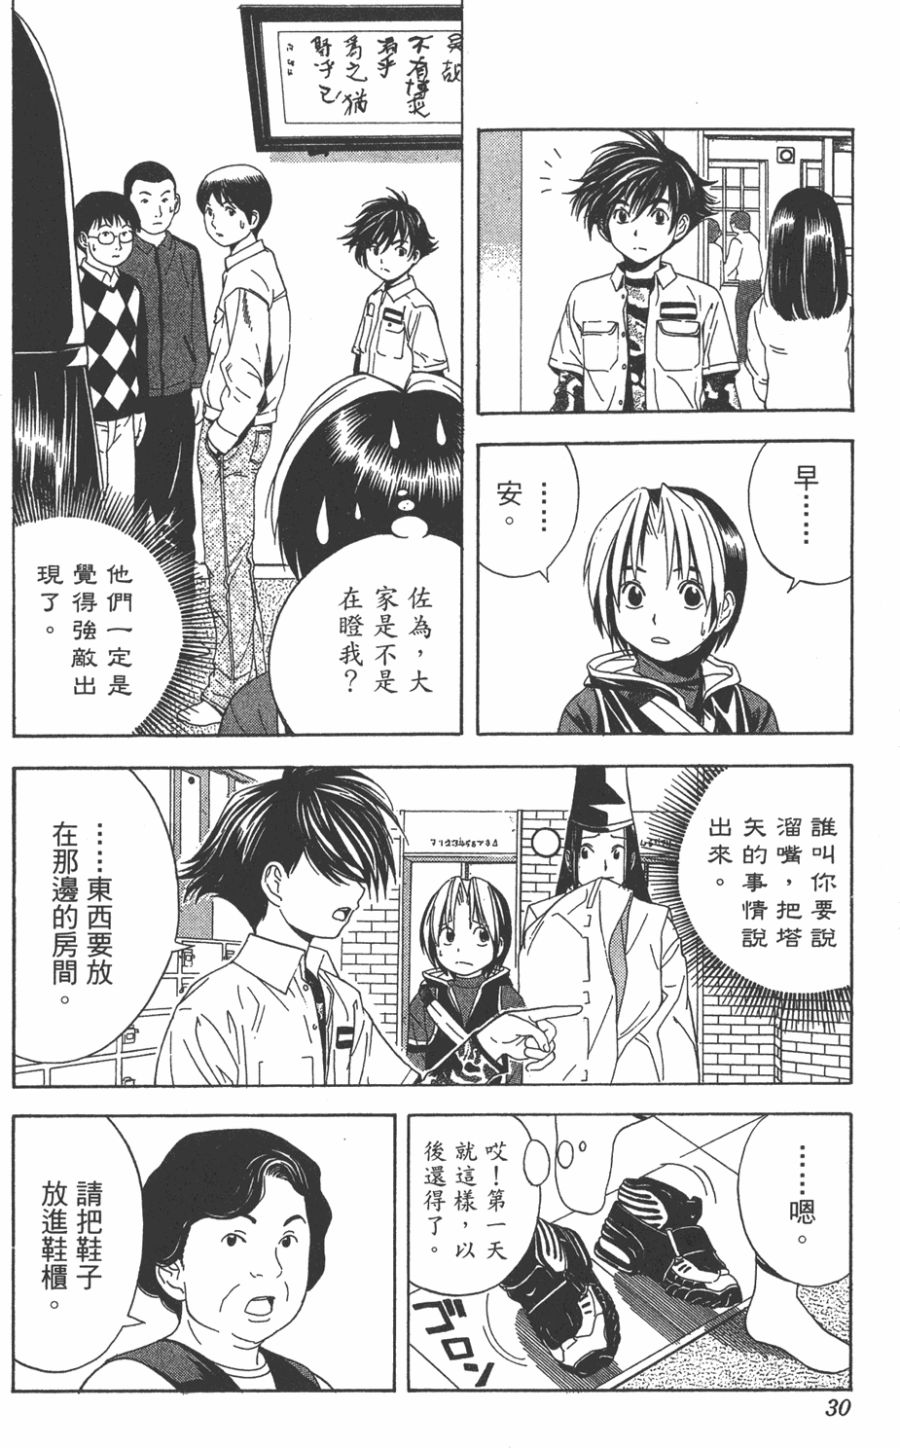 早……
……
安。
佐為，大
家是不是
在瞪我？
他們一定是
覺得強敵出
現了。
誰叫你要說
溜嘴，把塔
矢的事情說
出來。
……東西要放
在那邊的房間。
……嗯。
哎！第一天
就這樣，以
後還得了。
ゴロン
請把鞋子
放進鞋櫃。
30